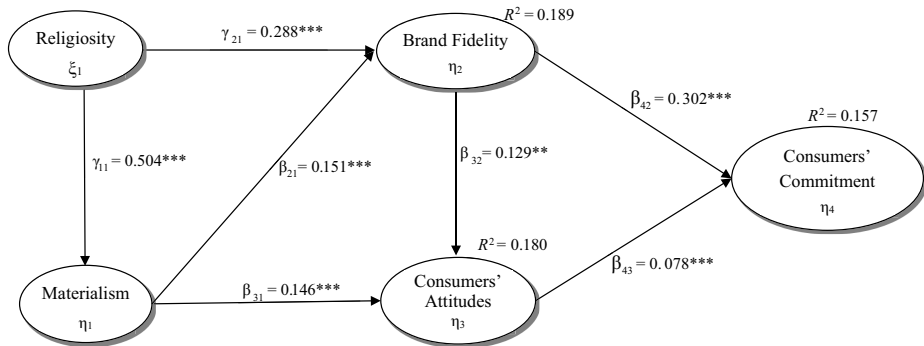 R² = 0.189
Religiosity
ξ₁
γ ₂₁ = 0.288***
Brand Fidelity
η₂
β₄₂ = 0.302***
R² = 0.157
γ₁₁ = 0.504***
β₂₁ = 0.151***
β₃₂ = 0.129**
Consumers’
Commitment
η₄
R² = 0.180
Materialism
η₁
β₃₁ = 0.146***
Consumers’
Attitudes
η₃
β₄₃ = 0.078***